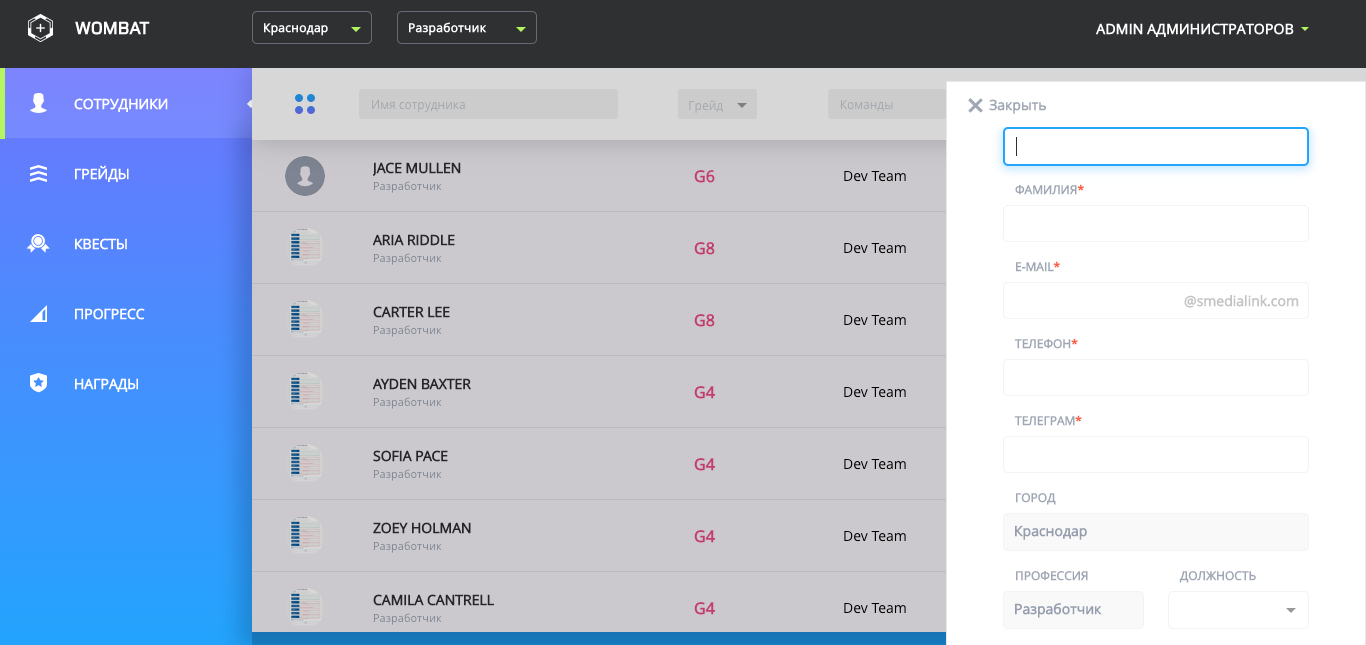 WOMBAT
Краснодар
Разработчик
ADMIN АДМИНИСТРАТОРОВ
СОТРУДНИКИ
ГРЕЙДЫ
КВЕСТЫ
ПРОГРЕСС
НАГРАДЫ
Имя сотрудника
Грейд
Команды
JACE MULLEN
Разработчик
G6
Dev Team
ARIA RIDDLE
Разработчик
G8
Dev Team
CARTER LEE
Разработчик
G8
Dev Team
AYDEN BAXTER
Разработчик
G4
Dev Team
SOFIA PACE
Разработчик
G4
Dev Team
ZOEY HOLMAN
Разработчик
G4
Dev Team
CAMILA CANTRELL
Разработчик
G4
Dev Team
Закрыть
ФАМИЛИЯ*
E-MAIL*
@smedialink.com
ТЕЛЕФОН*
ТЕЛЕГРАМ*
ГОРОД
Краснодар
ПРОФЕССИЯ
ДОЛЖНОСТЬ
Разработчик